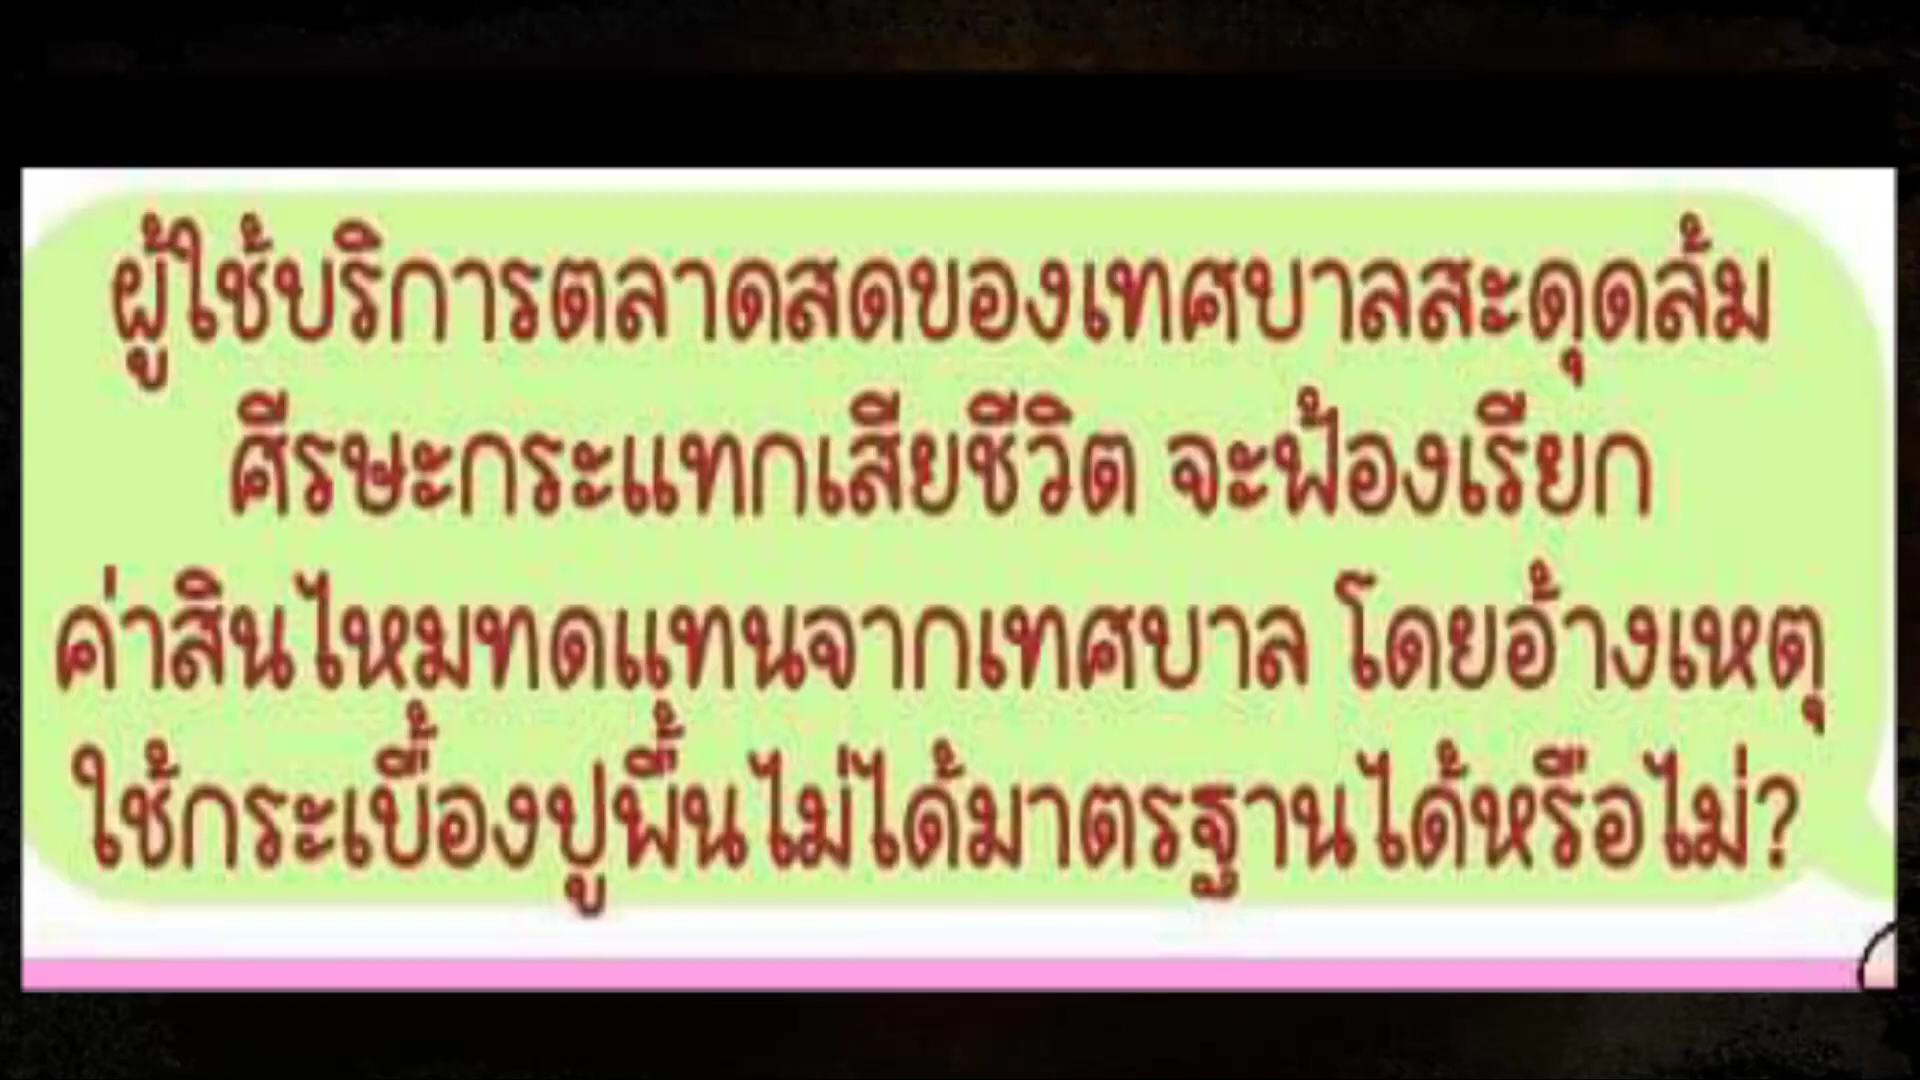 ผู้ใช้บริการตลาดสดของเทศบาลสะดุดล้ม
ศีรษะกระแทกเสียชีวิต จะฟ้องเรียก
ค่าสินไหมทดแทนจากเทศบาล โดยอ้างเหตุ
ใช้กระเบื้องปูพื้นไม่ได้มาตรฐานได้หรือไม่?